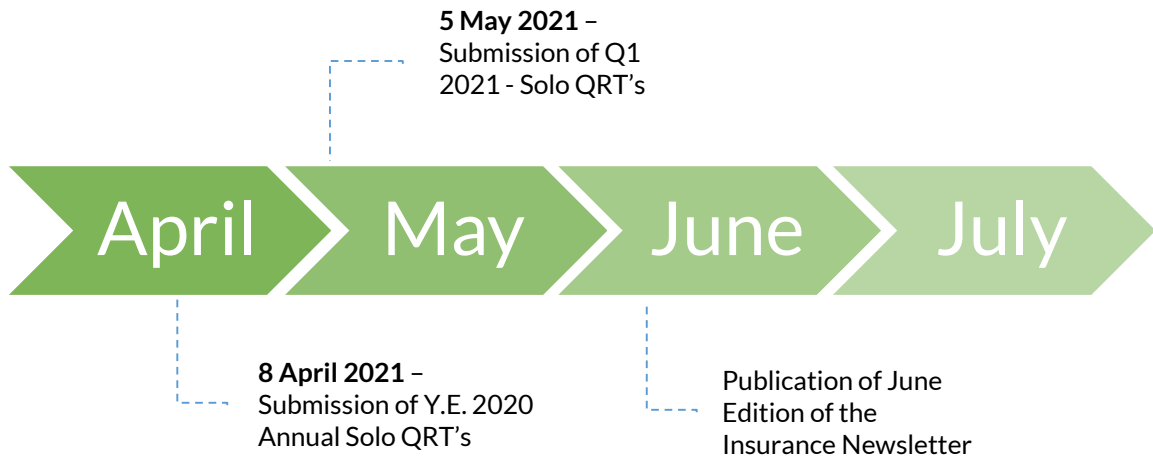 5 May 2021 –
Submission of Q1
2021 - Solo QRT’s
April
May
June
July
8 April 2021 –
Submission of Y.E. 2020
Annual Solo QRT’s
Publication of June
Edition of the
Insurance Newsletter